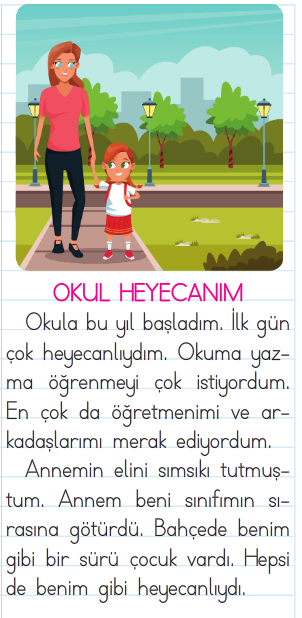 OKUL HEYECANIM
Okula bu yıl başladım. İlk gün
çok heyecanlıydım. Okuma yaz-
ma öğrenmeyi çok istiyordum.
En çok da öğretmenimi ve ar-
kadaşlarımı merak ediyordum.
Annemin elini sımsıkı tutmuş-
tum. Annem beni sınıfımın sı-
rasına götürdü. Bahçede benim
gibi bir sürü çocuk vardı. Hepsi
de benim gibi heyecanlıydı.